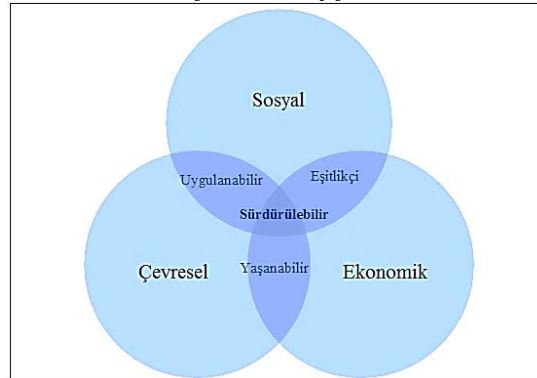 Sosyal
Uygulanabilir
Eşitlikçi
Sürdürülebilir
Çevresel
Yaşanabilir
Ekonomik